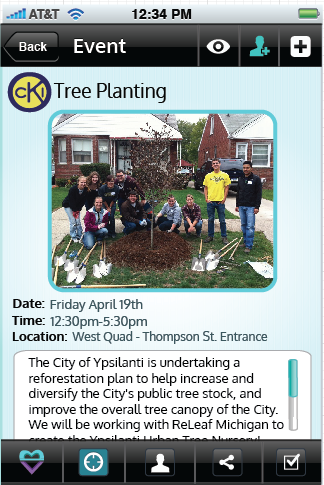 AT&T 12:34 PM
Back Event
cKi Tree Planting
Date: Friday April 19th
Time: 12:30pm-5:30pm
Location: West Quad - Thompson St. Entrance
The City of Ypsilanti is undertaking a
reforestation plan to help increase and
diversify the City's public tree stock, and
improve the overall tree canopy of the City.
We will be working with ReLeaf Michigan to
create the Ypsilanti Urban Tree Nursery!